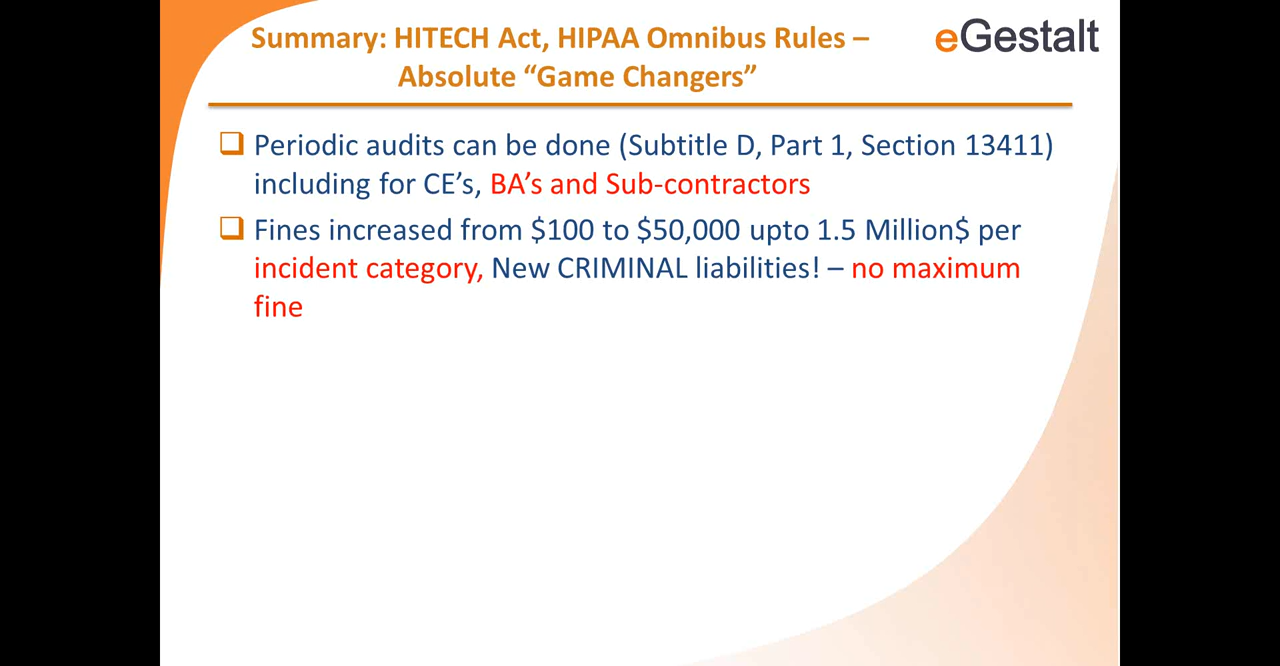 Summary: HITECH Act, HIPAA Omnibus Rules –
Absolute “Game Changers”
eGestalt
Periodic audits can be done (Subtitle D, Part 1, Section 13411)
including for CE’s, BA’s and Sub-contractors
Fines increased from $100 to $50,000 upto 1.5 Million$ per
incident category, New CRIMINAL liabilities! – no maximum
fine